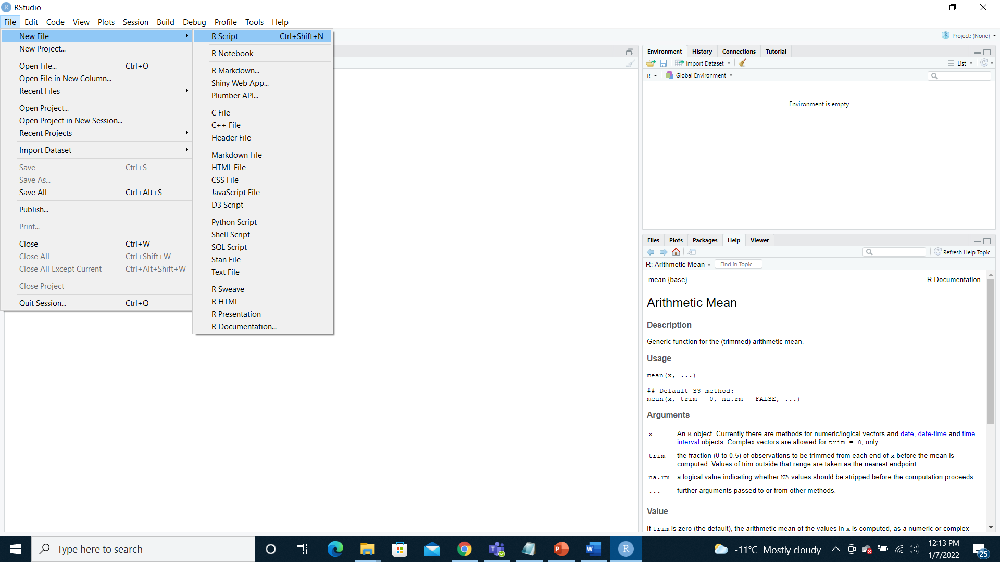 RStudio
File Edit Code View Plots Session Build Debug Profile Tools Help
New File
New Project...
Open File... Ctrl+O
Open File in New Column...
Recent Files
Open Project...
Open Project in New Session...
Recent Projects
Import Dataset
Save Ctrl+S
Save As...
Save All Ctrl+Alt+S
Publish...
Print...
Close Ctrl+W
Close All Ctrl+Shift+W
Close All Except Current Ctrl+Alt+Shift+W
Close Project
Quit Session... Ctrl+Q
R Script Ctrl+Shift+N
R Notebook
R Markdown...
Shiny Web App...
Plumber API...
C File
C++ File
Header File
Markdown File
HTML File
CSS File
JavaScript File
D3 Script
Python Script
Shell Script
SQL Script
Stan File
Text File
R Sweave
R HTML
R Presentation
R Documentation...
Project: (None)
Environment History Connections Tutorial
Import Dataset List
R Global Environment
Environment is empty
Files Plots Packages Help Viewer
Refresh Help Topic
R: Arithmetic Mean Find in Topic
mean {base} R Documentation
Arithmetic Mean
Description
Generic function for the (trimmed) arithmetic mean.
Usage
mean(x, ...)
## Default S3 method:
mean(x, trim = 0, na.rm = FALSE, ...)
Arguments
x An R object. Currently there are methods for numeric/logical vectors and date, date-time and time
interval objects. Complex vectors are allowed for trim = 0, only.
trim the fraction (0 to 0.5) of observations to be trimmed from each end of x before the mean is
computed. Values of trim outside that range are taken as the nearest endpoint.
na.rm a logical value indicating whether NA values should be stripped before the computation proceeds.
... further arguments passed to or from other methods.
Value
If trim is zero (the default), the arithmetic mean of the values in x is computed, as a numeric or complex
Type here to search
-11°C Mostly cloudy
12:13 PM
1/7/2022
25